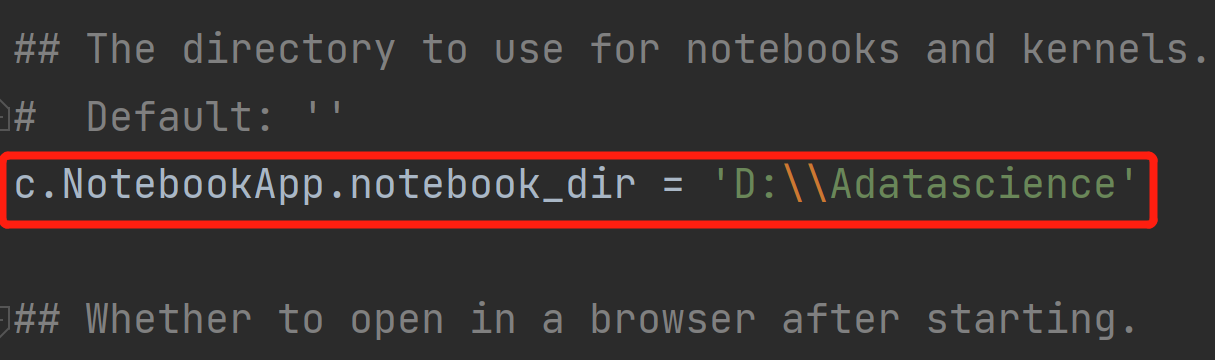 ## The directory to use for notebooks and kernels.
#  Default: ''
c.NotebookApp.notebook_dir = 'D:\\Adatascience'
## Whether to open in a browser after starting.